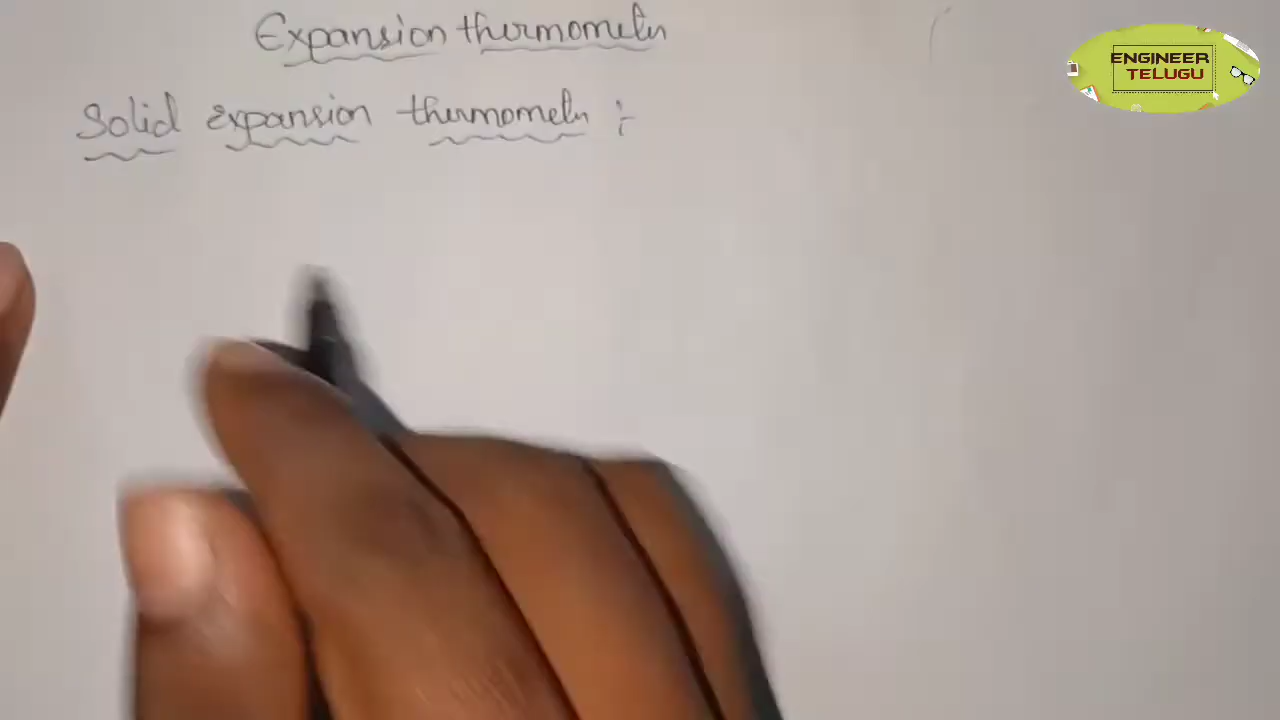 Expansion thermometer
ENGINEER
TELUGU
Solid expansion thermometer :-